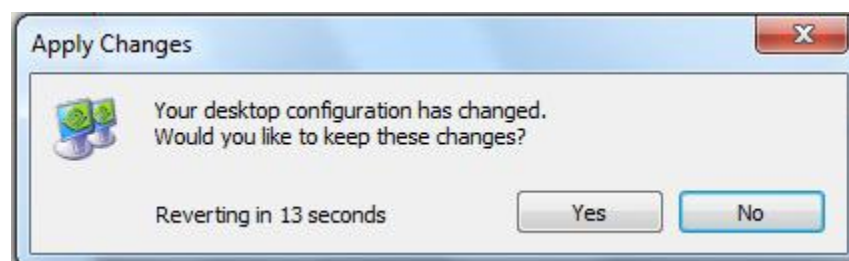 Apply Changes
Your desktop configuration has changed.
Would you like to keep these changes?
Reverting in 13 seconds
Yes
No